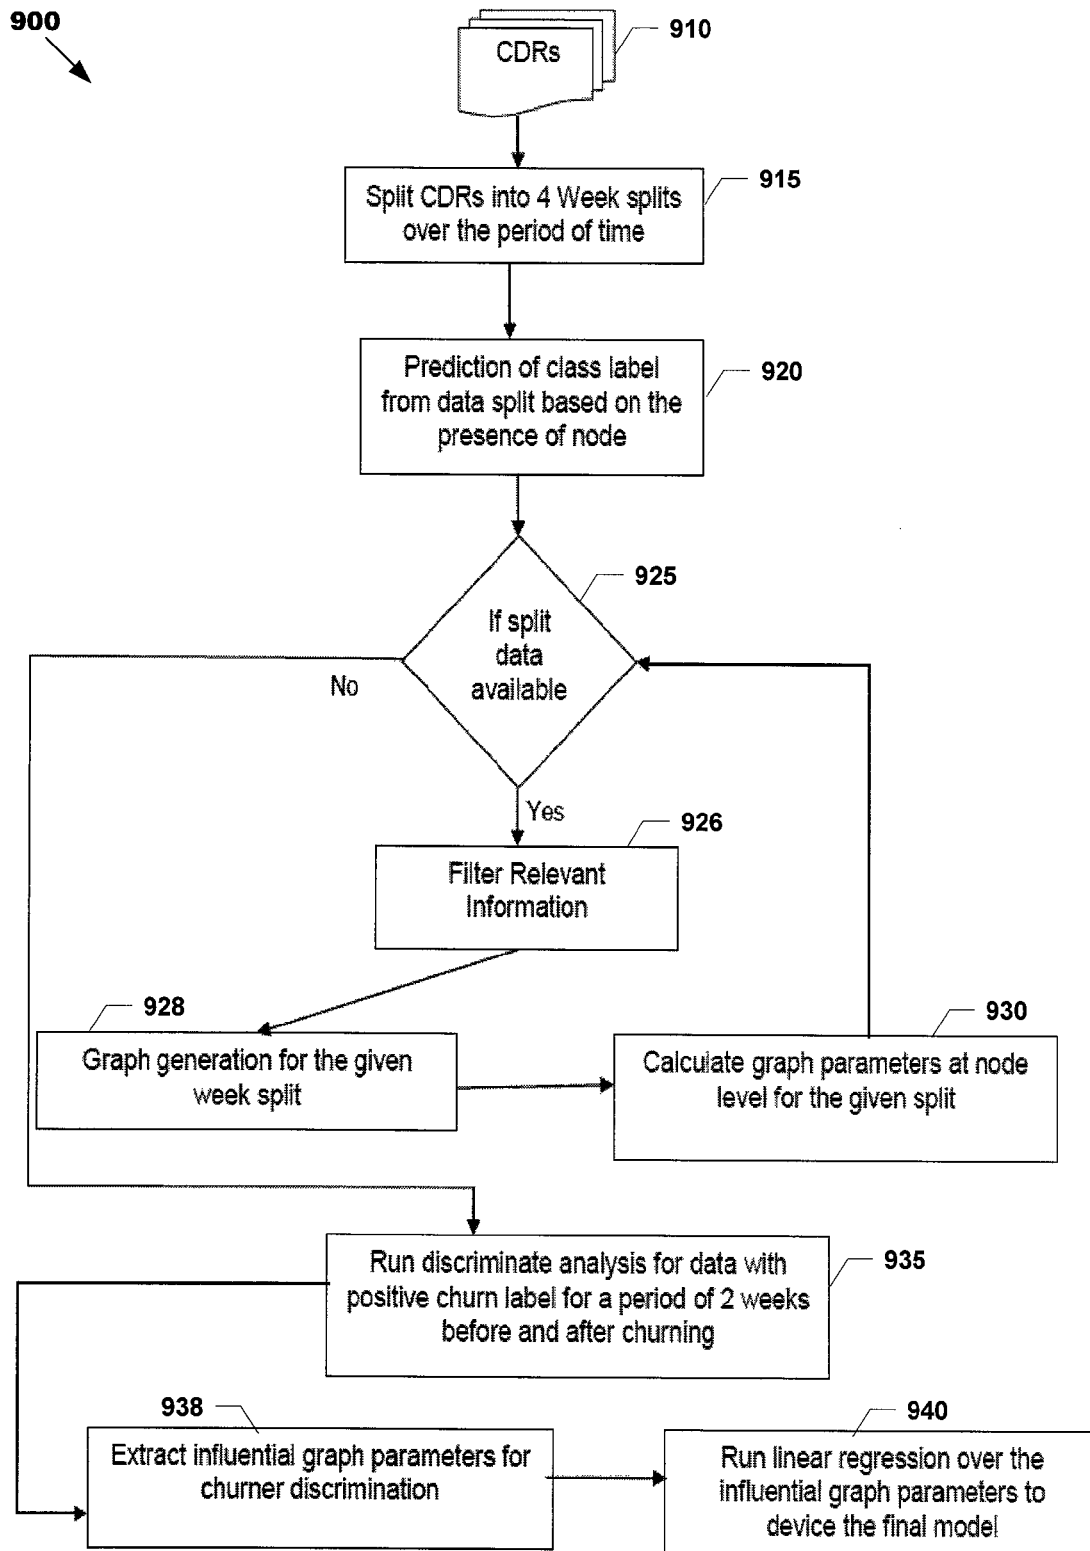 900
910
CDRs
915
Split CDRs into 4 Week splits
over the period of time
920
Prediction of class label
from data split based on the
presence of node
925
If split
data
available
No
Yes
926
Filter Relevant
Information
928
Graph generation for the given
week split
930
Calculate graph parameters at node
level for the given split
935
Run discriminate analysis for data with
positive churn label for a period of 2 weeks
before and after churning
938
Extract influential graph parameters for
churner discrimination
940
Run linear regression over the
influential graph parameters to
device the final model